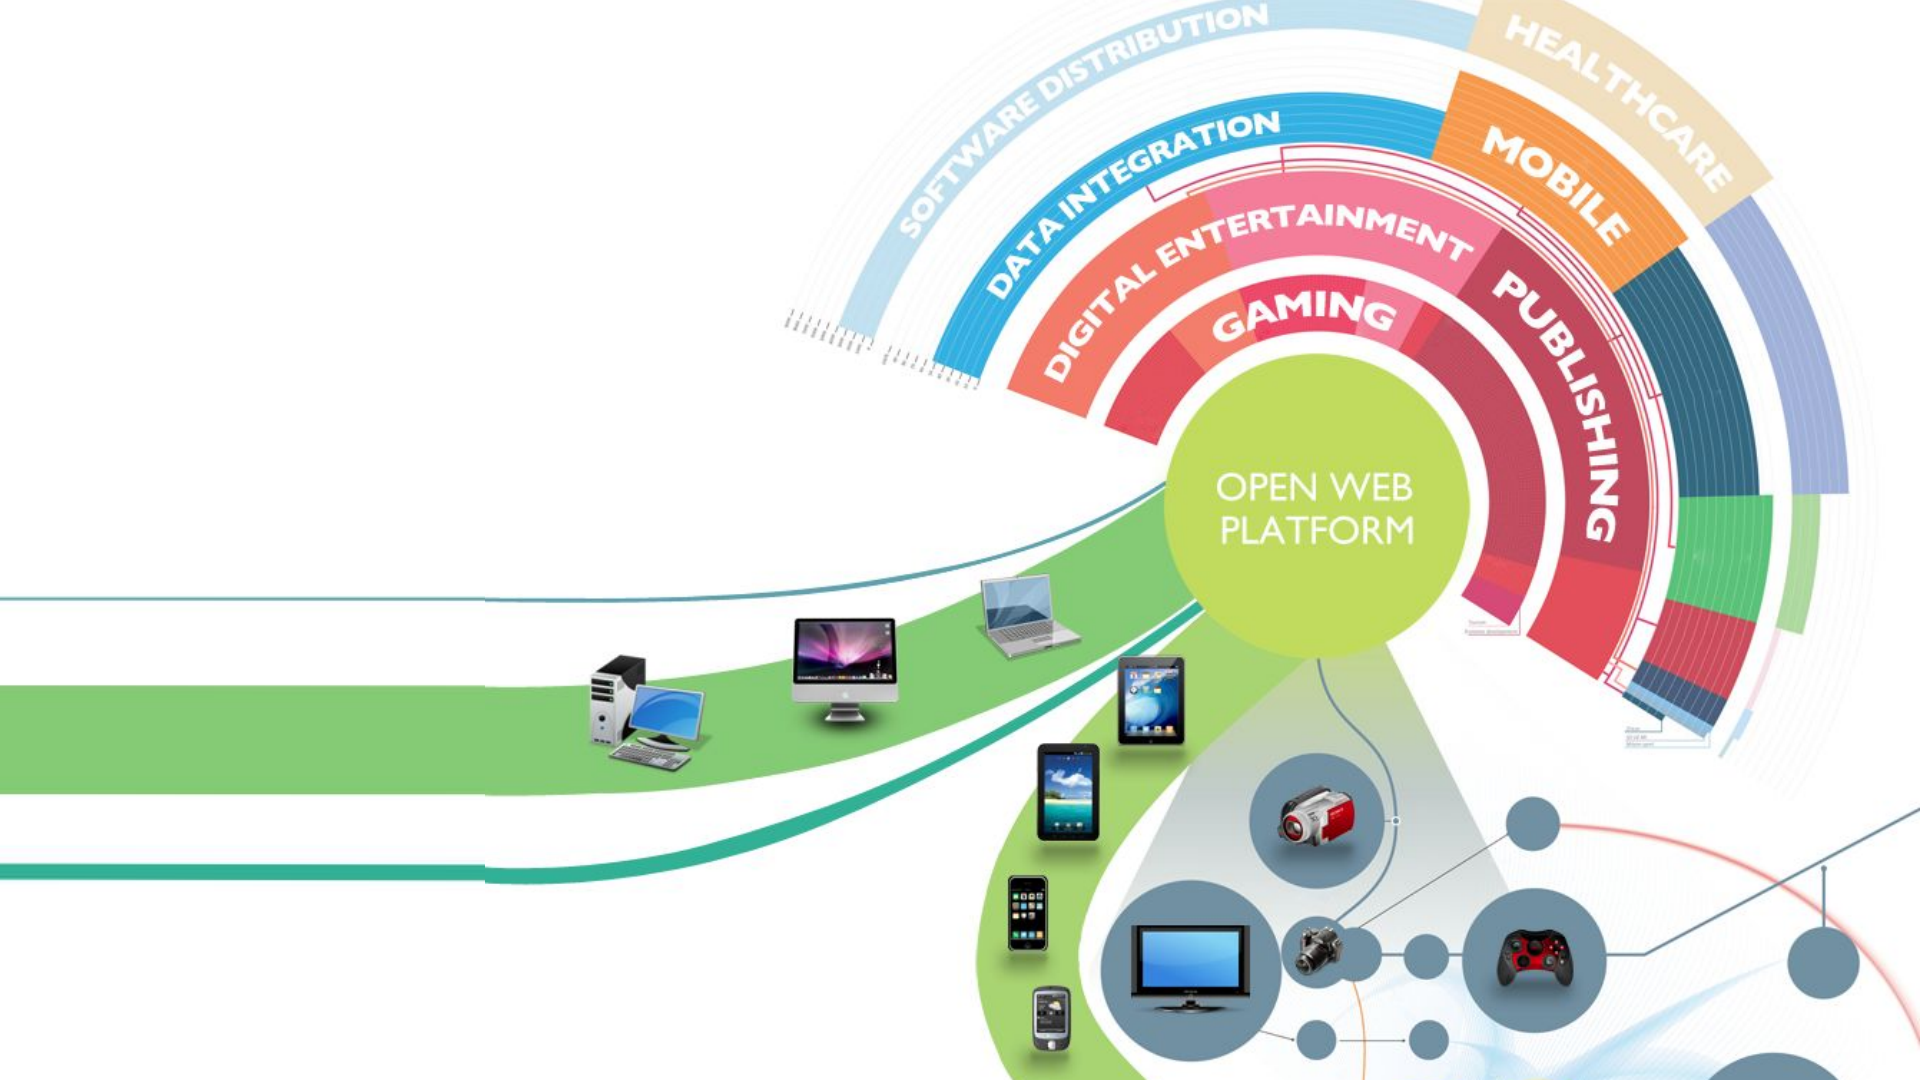 SOFTWARE DISTRIBUTION
HEALTHCARE
DATA INTEGRATION
MOBILE
DIGITAL ENTERTAINMENT
PUBLISHING
GAMING
OPEN WEB
PLATFORM